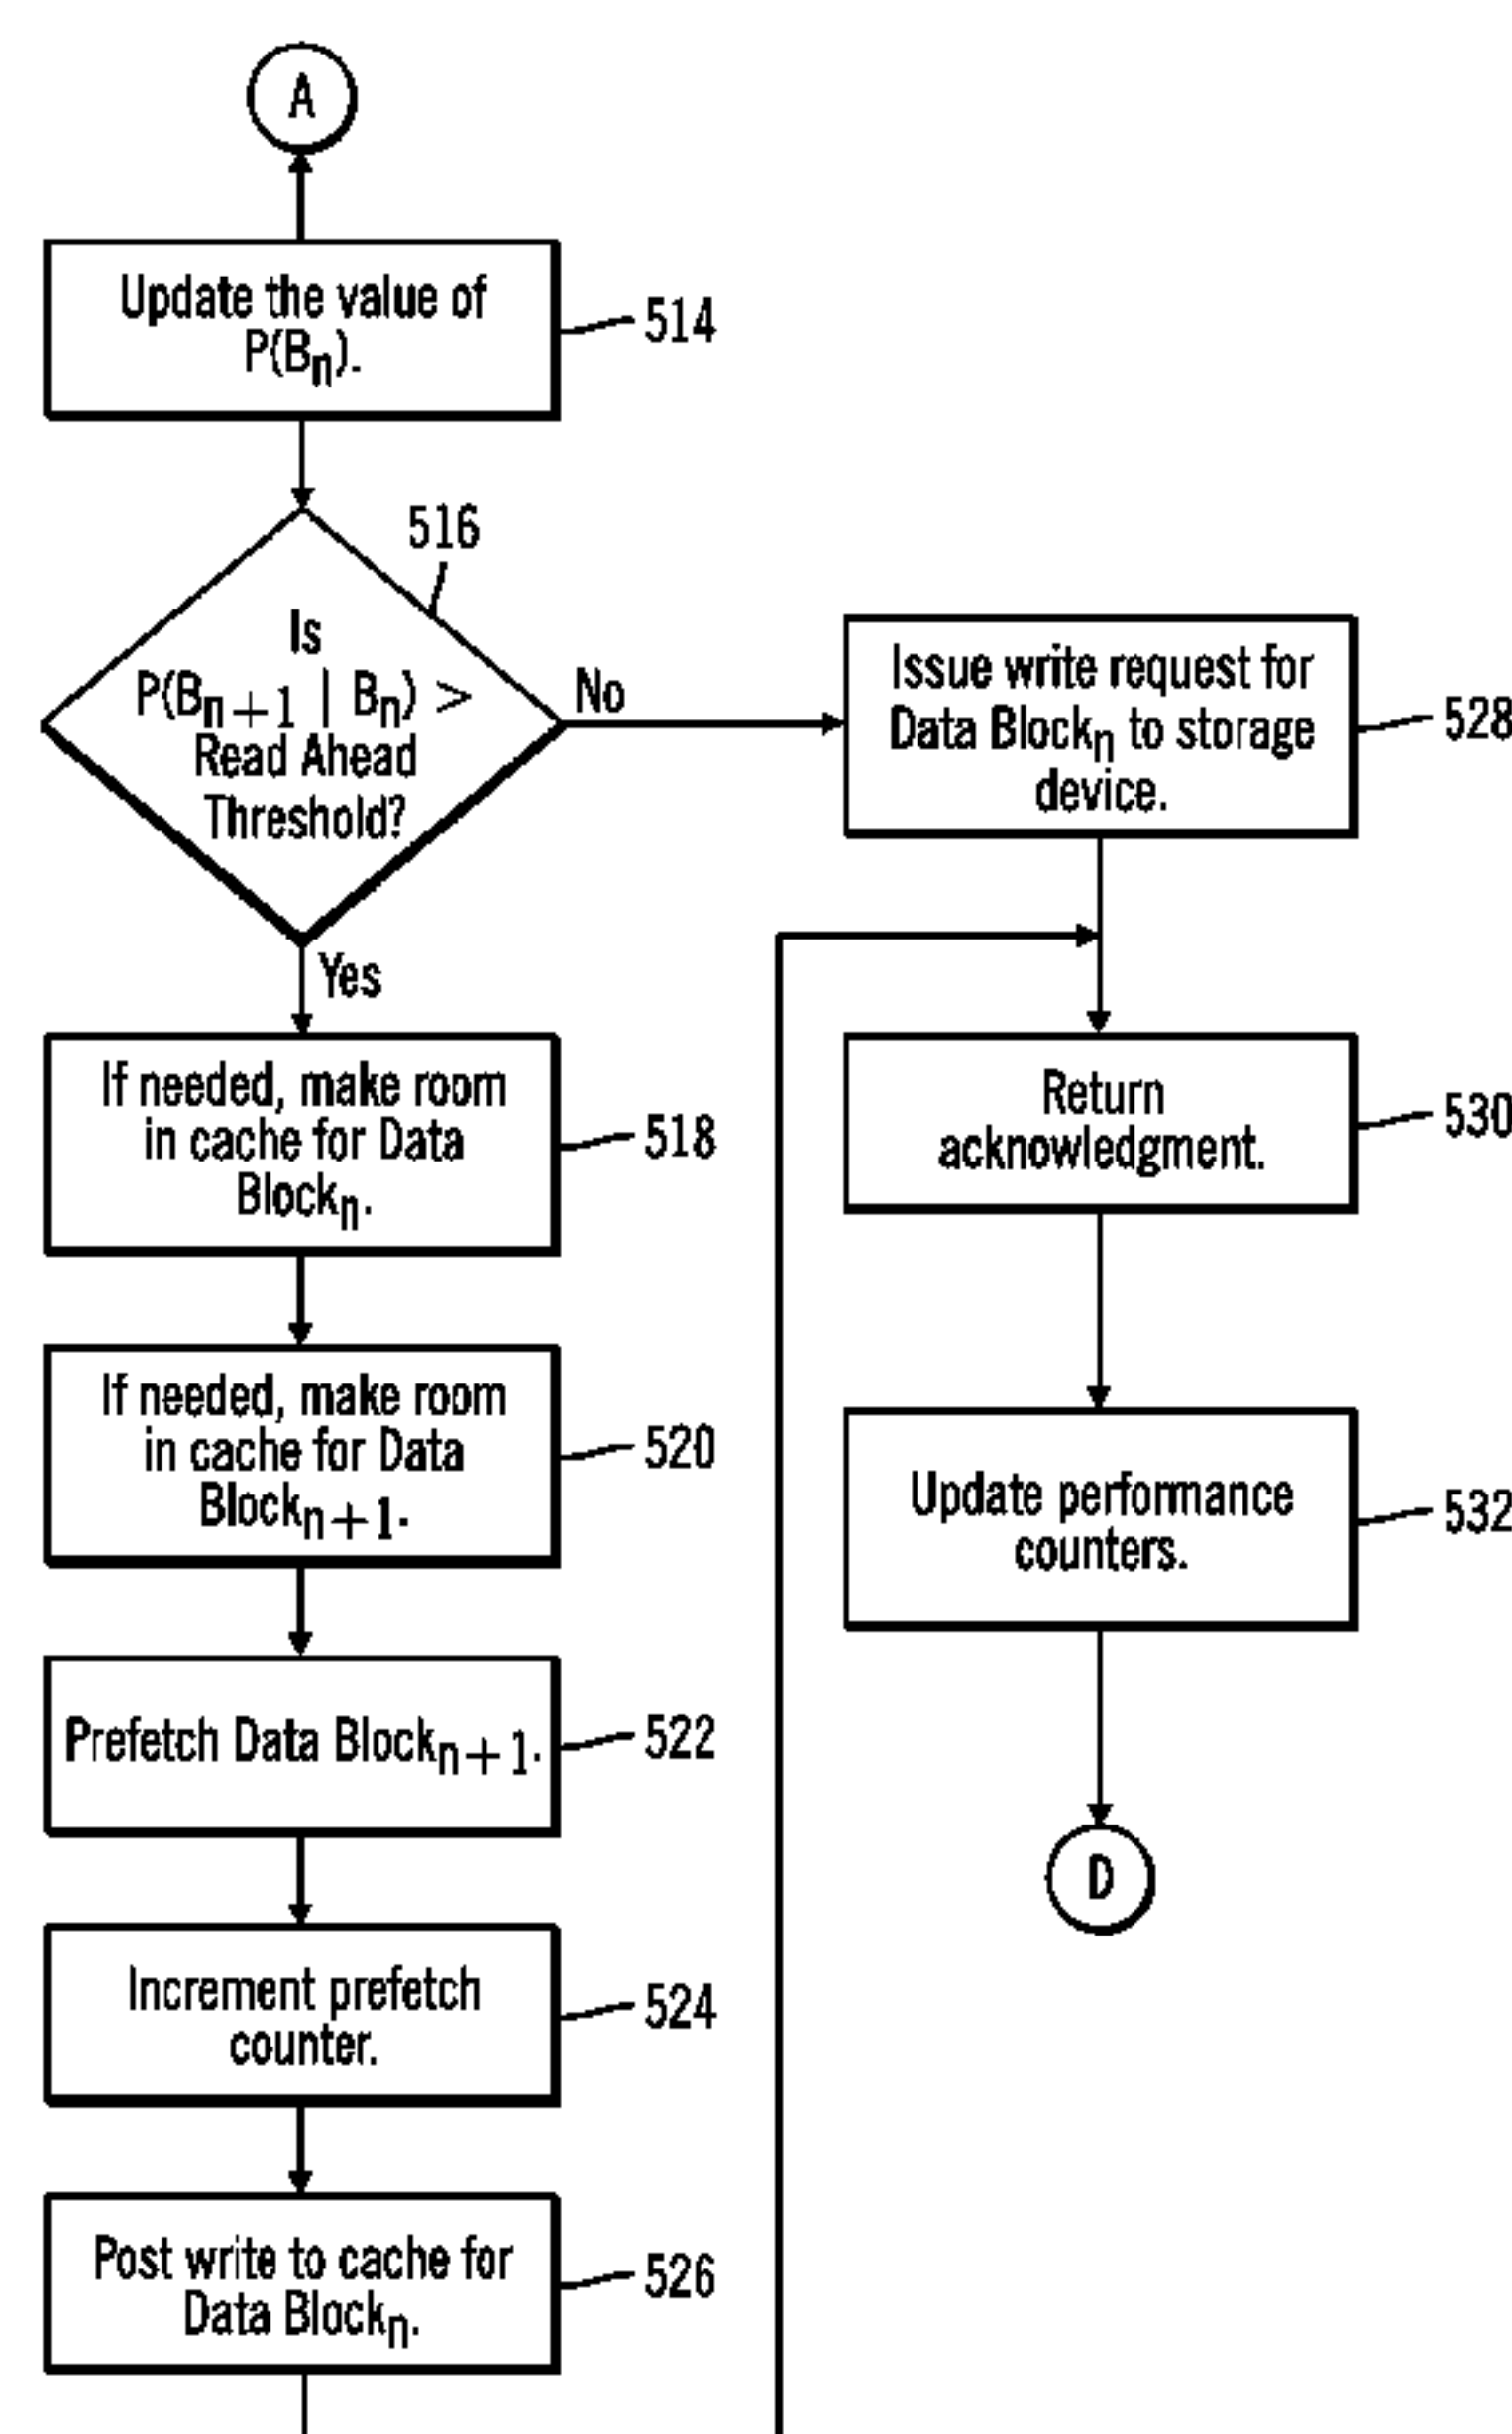 A
Update the value of
P(Bn).
514
516
Is
P(Bn+1 | Bn) >
Read Ahead
Threshold?
No
Yes
Issue write request for
Data Blockn to storage
device.
528
If needed, make room
in cache for Data
Blockn.
518
Return
acknowledgment.
530
If needed, make room
in cache for Data
Blockn+1.
520
Update performance
counters.
532
Prefetch Data Blockn+1.
522
D
Increment prefetch
counter.
524
Post write to cache for
Data Blockn.
526